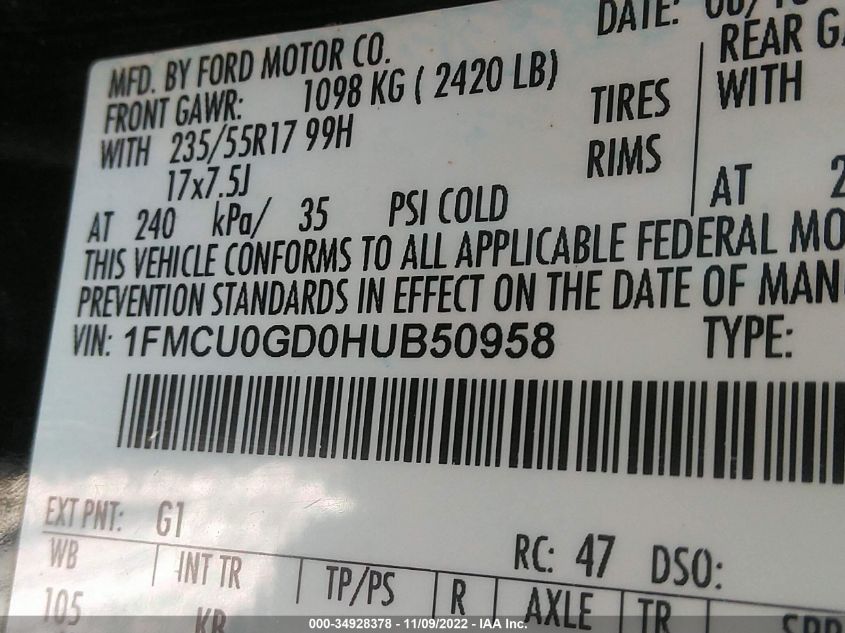 MFD. BY FORD MOTOR CO. DATE:
FRONT GAWR: 1098 KG ( 2420 LB) REAR
WITH 235/55R17 99H TIRES WITH
17x7.5J RIMS
AT 240 kPa/ 35 PSI COLD AT 2
THIS VEHICLE CONFORMS TO ALL APPLICABLE FEDERAL MO
PREVENTION STANDARDS IN EFFECT ON THE DATE OF MAN
VIN: 1FMCU0GD0HUB50958 TYPE:
EXT PNT: G1 RC: 47 DSO:
WB INT TR TP/PS R AXLE TR SPR
105 KR
000-34928378 - 11/09/2022 - IAA Inc.